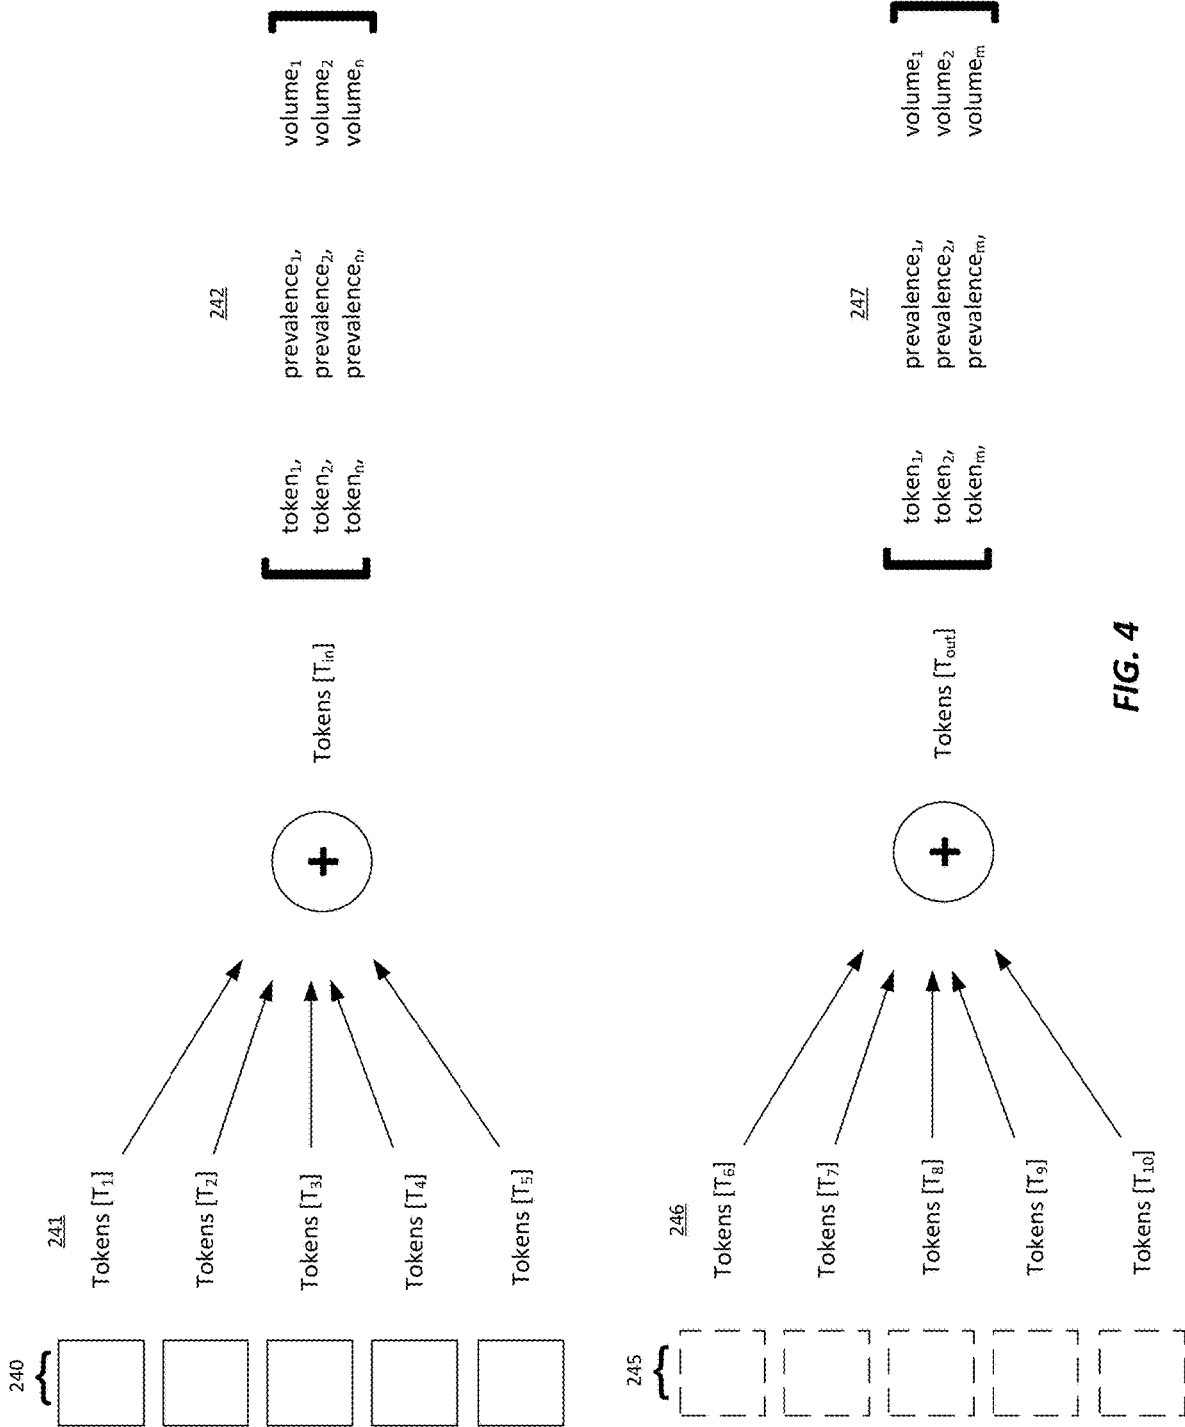 240
241
Tokens [T₁]
Tokens [T₂]
Tokens [T₃]
Tokens [T₄]
Tokens [T₅]
+
Tokens [Tᵢₙ]
242
[ token₁, prevalence₁, volume₁
token₂, prevalence₂, volume₂
tokenₙ, prevalenceₙ, volumeₙ ]
245
246
Tokens [T₆]
Tokens [T₇]
Tokens [T₈]
Tokens [T₉]
Tokens [T₁₀]
+
Tokens [Tₒᵤₜ]
247
[ token₁, prevalence₁, volume₁
token₂, prevalence₂, volume₂
tokenₘ, prevalenceₘ, volumeₘ ]
FIG. 4